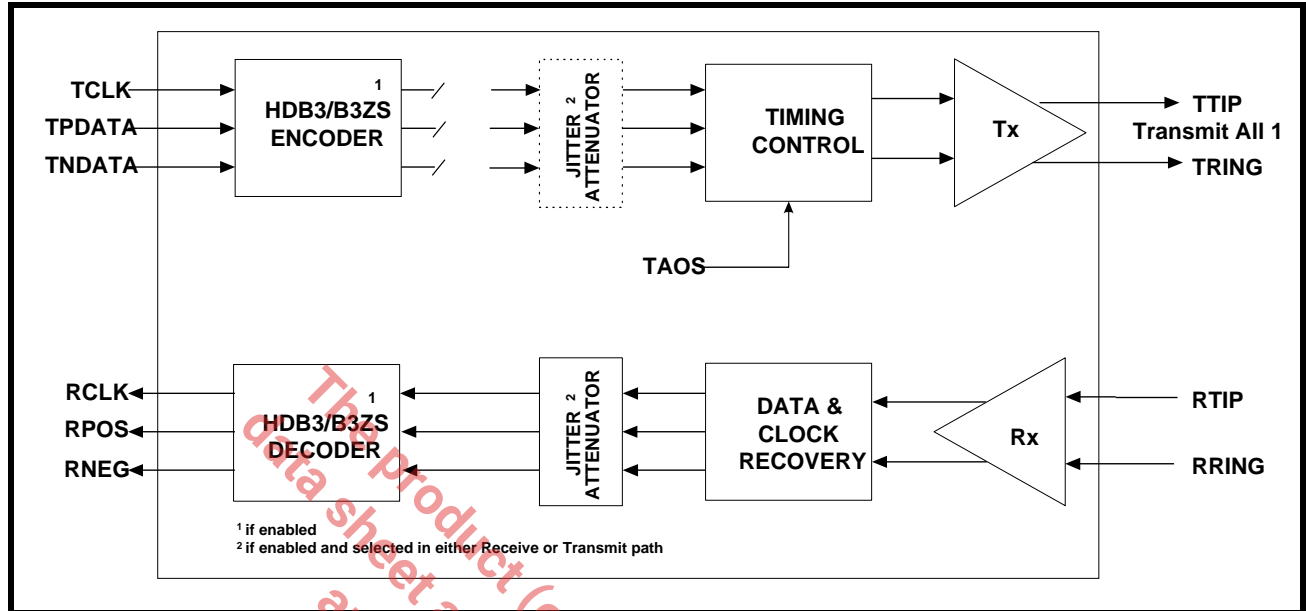 TCLK
TPDATA
TNDATA
1
HDB3/B3ZS
ENCODER
JITTER 2
ATTENUATOR
TIMING
CONTROL
Tx
TTIP
Transmit All 1
TRING
TAOS
RCLK
RPOS
RNEG
1
HDB3/B3ZS
DECODER
JITTER 2
ATTENUATOR
DATA &
CLOCK
RECOVERY
Rx
RTIP
RRING
1 if enabled
2 if enabled and selected in either Receive or Transmit path
The product (
data sheet a